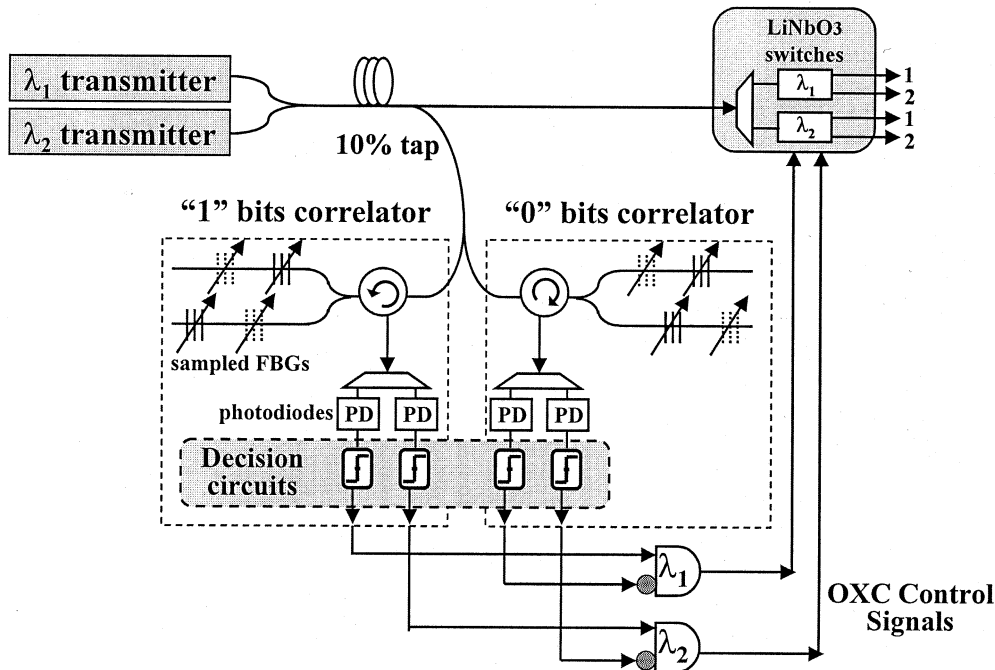 LiNbO3
switches
λ1 transmitter
λ2 transmitter
λ1
1
2
λ2
1
2
10% tap
“1” bits correlator
“0” bits correlator
sampled FBGs
photodiodes
PD
PD
PD
PD
Decision
circuits
λ1
λ2
OXC Control
Signals